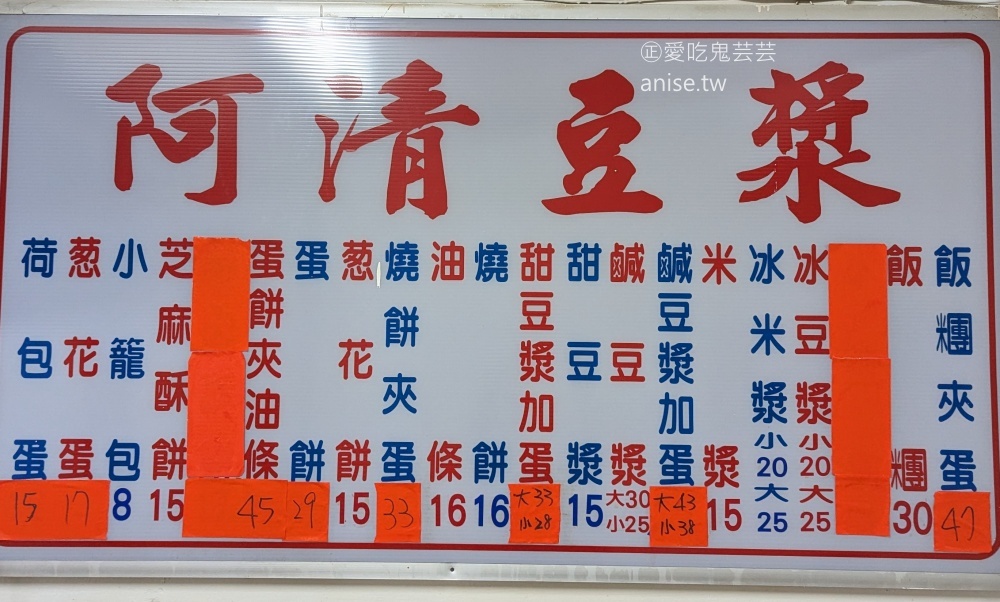 ㊣愛吃鬼芸芸
anise.tw
阿清豆漿
飯糰夾蛋 47
飯糰 30
冰豆漿 小20 大25
冰米漿 小20 大25
米漿 15
鹹豆漿加蛋 大43 小38
鹹豆漿 大30 小25
甜豆漿 15
甜豆漿加蛋 大33 小28
燒餅 16
油條 16
燒餅夾蛋 33
葱花餅 15
蛋餅 29
蛋餅夾油條 45
芝麻酥餅 15
小籠包 8
葱花蛋 17
荷包蛋 15